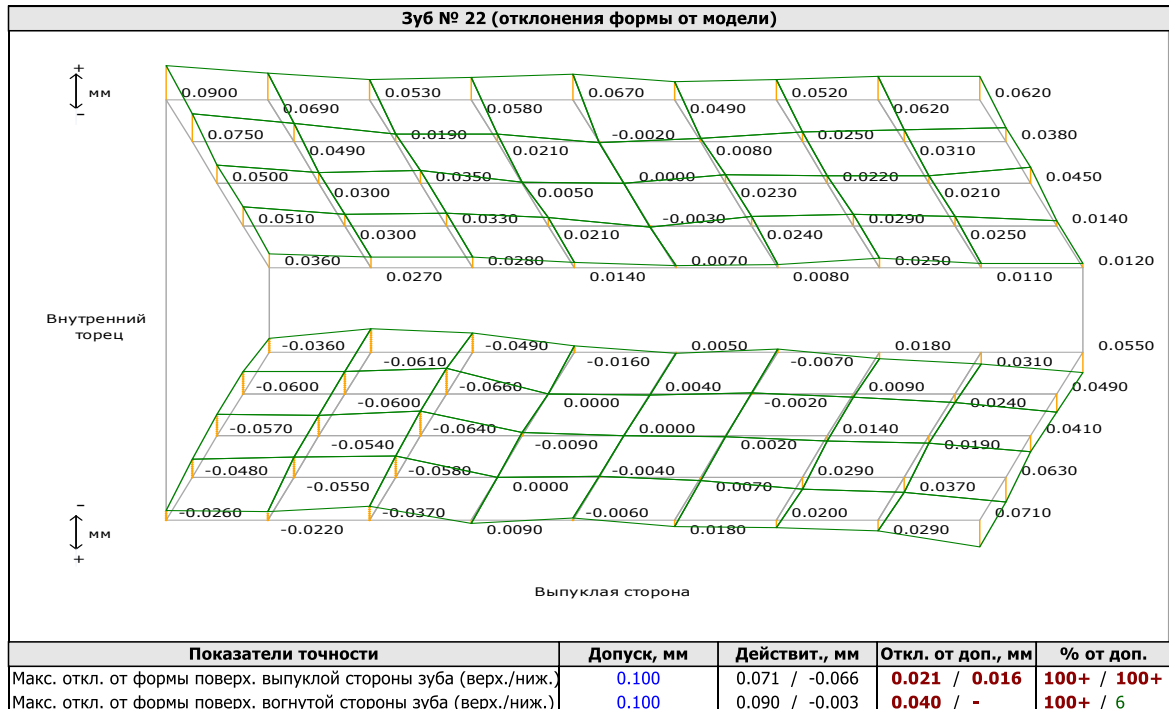 Зуб № 22 (отклонения формы от модели)
+
мм
–
0.0900 0.0530 0.0670 0.0520 0.0620
0.0690 0.0580 0.0490 0.0620
0.0750 0.0190 -0.0020 0.0250 0.0380
0.0490 0.0210 0.0080 0.0310
0.0500 0.0350 0.0000 0.0220 0.0450
0.0300 0.0050 0.0230 0.0210
0.0510 0.0330 -0.0030 0.0290 0.0140
0.0300 0.0210 0.0240 0.0250
0.0360 0.0280 0.0070 0.0250 0.0120
0.0270 0.0140 0.0080 0.0110
Внутренний
торец
-0.0360 -0.0490 0.0050 0.0180 0.0550
-0.0610 -0.0160 -0.0070 0.0310
-0.0600 -0.0660 0.0040 0.0090 0.0490
-0.0600 0.0000 -0.0020 0.0240
-0.0570 -0.0640 0.0000 0.0140 0.0410
-0.0540 -0.0090 0.0020 0.0190
-0.0480 -0.0580 -0.0040 0.0290 0.0630
-0.0550 0.0000 0.0070 0.0370
-0.0260 -0.0370 -0.0060 0.0200 0.0710
-0.0220 0.0090 0.0180 0.0290
–
мм
+
Выпуклая сторона
Показатели точности Допуск, мм Действит., мм Откл. от доп., мм % от доп.
Макс. откл. от формы поверх. выпуклой стороны зуба (верх./ниж.) 0.100 0.071 / -0.066 0.021 / 0.016 100+ / 100+
Макс. откл. от формы поверх. вогнутой стороны зуба (верх./ниж.) 0.100 0.090 / -0.003 0.040 / - 100+ / 6